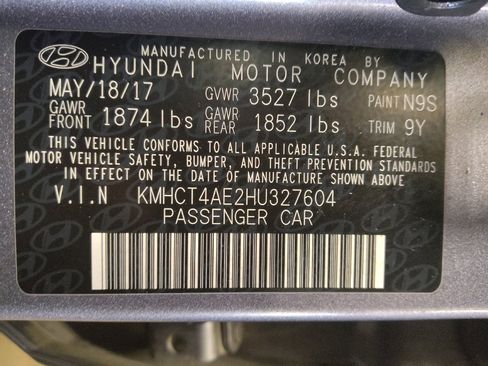 MANUFACTURED IN KOREA BY
HYUNDAI MOTOR COMPANY
MAY/18/17 GVWR 3527 lbs PAINT N9S
GAWR FRONT 1874 lbs GAWR REAR 1852 lbs TRIM 9Y
THIS VEHICLE CONFORMS TO ALL APPLICABLE U.S.A. FEDERAL
MOTOR VEHICLE SAFETY, BUMPER, AND THEFT PREVENTION STANDARDS
IN EFFECT ON THE DATE OF MANUFACTURE SHOWN ABOVE.
V.I.N KMHCT4AE2HU327604
PASSENGER CAR